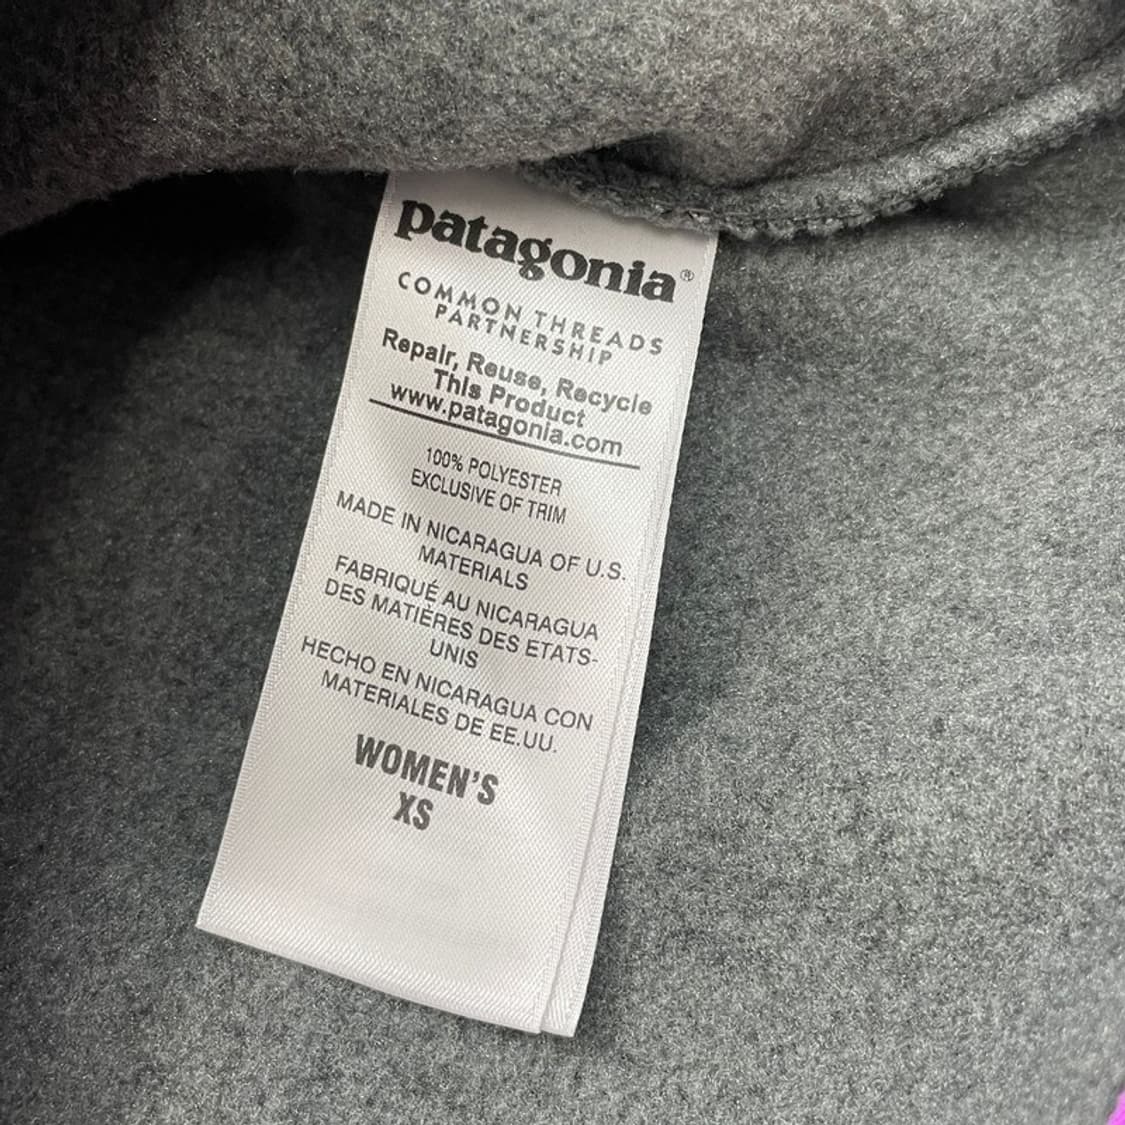 patagonia®
COMMON THREADS
PARTNERSHIP
Repair, Reuse, Recycle
This Product
www.patagonia.com
100% POLYESTER
EXCLUSIVE OF TRIM
MADE IN NICARAGUA OF U.S.
MATERIALS
FABRIQUÉ AU NICARAGUA
DES MATIÈRES DES ETATS-
UNIS
HECHO EN NICARAGUA CON
MATERIALES DE EE.UU.
WOMEN'S
XS